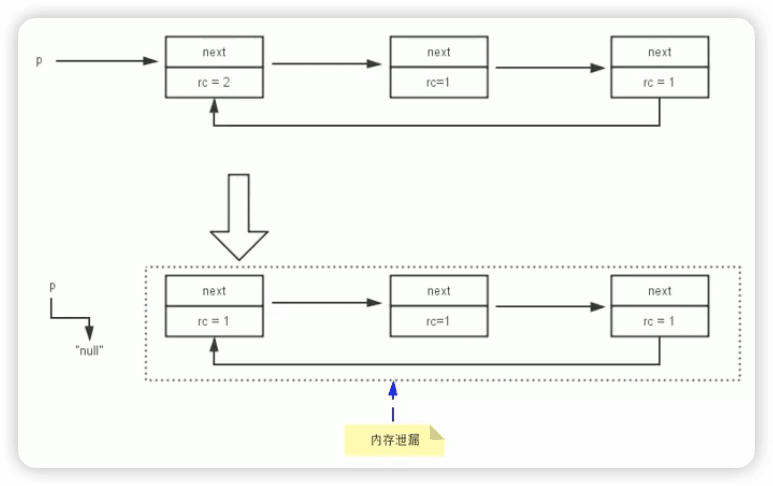 next
next
next
p
rc = 2
rc=1
rc = 1
p
next
next
next
rc = 1
rc=1
rc = 1
"null"
内存泄漏